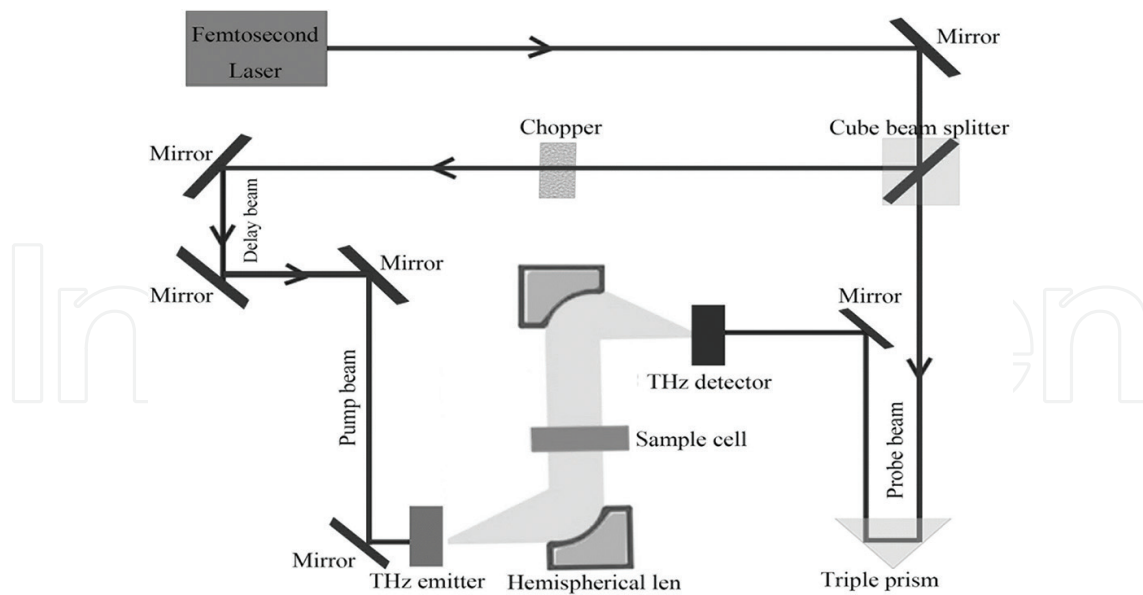 Femtosecond
Laser
Mirror
Chopper
Cube beam splitter
Mirror
Delay beam
Mirror
Mirror
Mirror
THz detector
Pump beam
Sample cell
Probe beam
Mirror
THz emitter
Hemispherical len
Triple prism